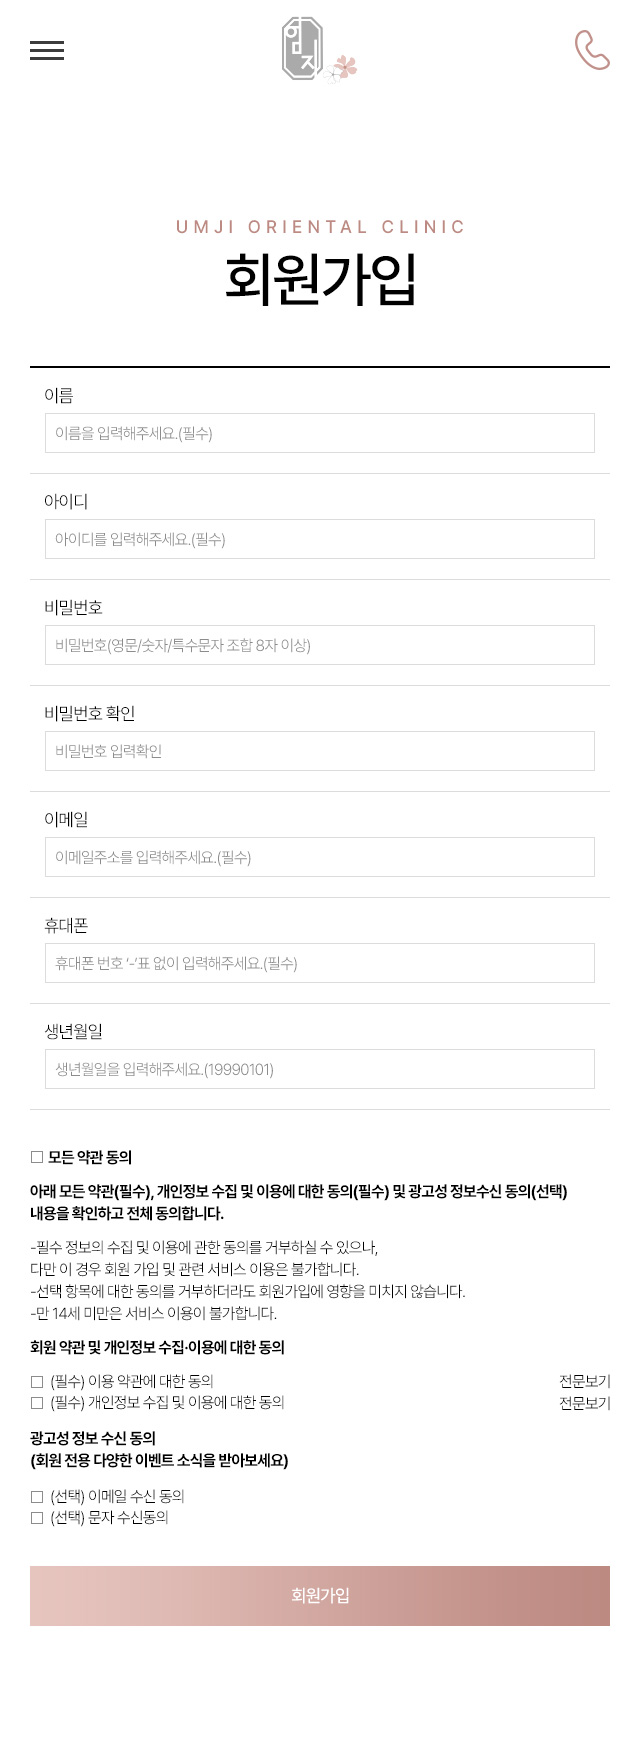 엄지
UMJI ORIENTAL CLINIC
회원가입
이름
이름을 입력해주세요.(필수)
아이디
아이디를 입력해주세요.(필수)
비밀번호
비밀번호(영문/숫자/특수문자 조합 8자 이상)
비밀번호 확인
비밀번호 입력확인
이메일
이메일주소를 입력해주세요.(필수)
휴대폰
휴대폰 번호 ‘-’표 없이 입력해주세요.(필수)
생년월일
생년월일을 입력해주세요.(19990101)
모든 약관 동의
아래 모든 약관(필수), 개인정보 수집 및 이용에 대한 동의(필수) 및 광고성 정보수신 동의(선택)
내용을 확인하고 전체 동의합니다.
-필수 정보의 수집 및 이용에 관한 동의를 거부하실 수 있으나,
다만 이 경우 회원 가입 및 관련 서비스 이용은 불가합니다.
-선택 항목에 대한 동의를 거부하더라도 회원가입에 영향을 미치지 않습니다.
-만 14세 미만은 서비스 이용이 불가합니다.
회원 약관 및 개인정보 수집·이용에 대한 동의
(필수) 이용 약관에 대한 동의 전문보기
(필수) 개인정보 수집 및 이용에 대한 동의 전문보기
광고성 정보 수신 동의
(회원 전용 다양한 이벤트 소식을 받아보세요)
(선택) 이메일 수신 동의
(선택) 문자 수신동의
회원가입